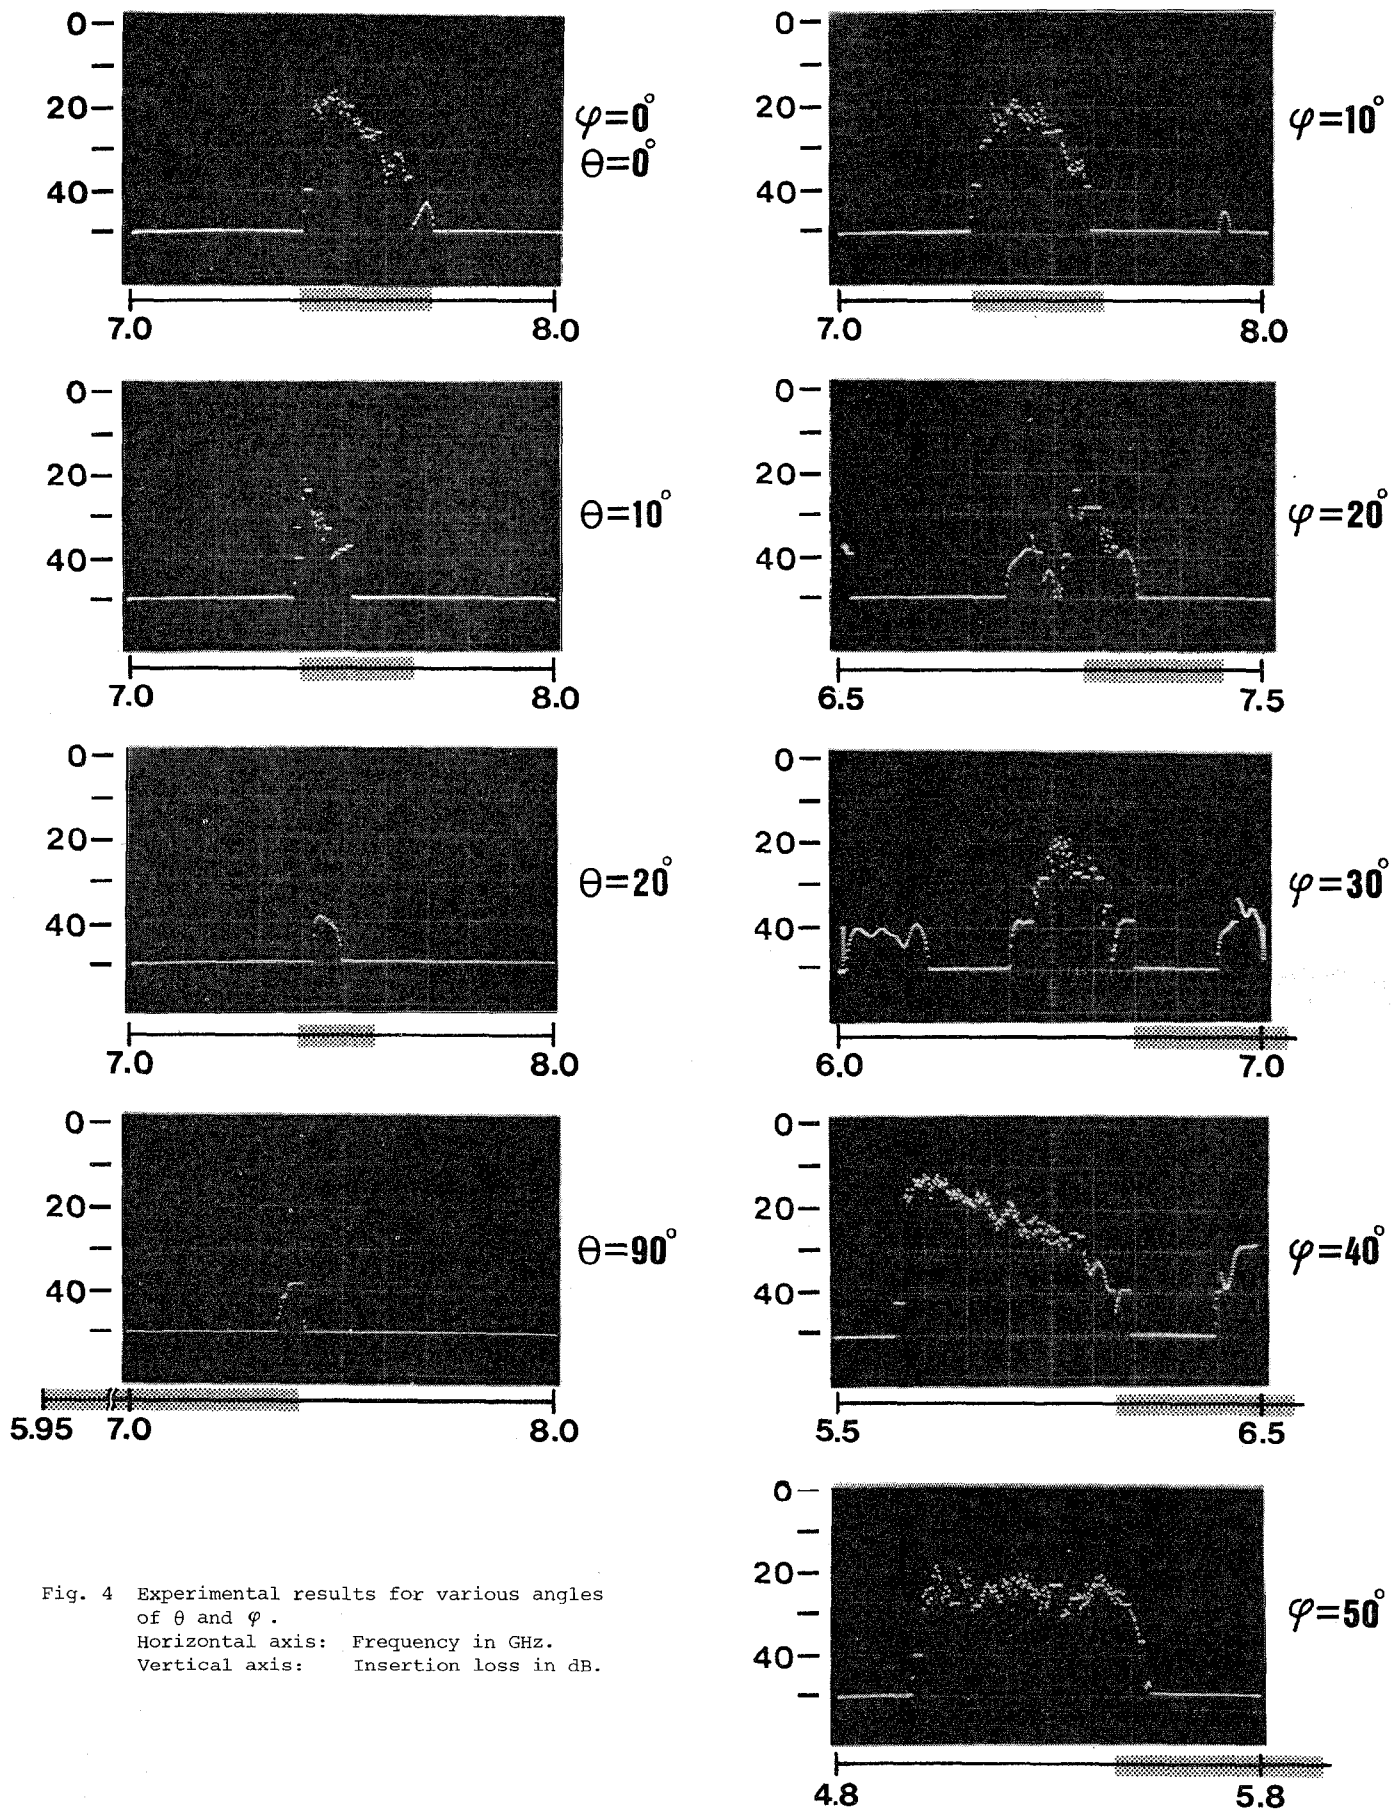 0
20
40
φ=0°
θ=0°
7.0 8.0
0
20
40
φ=10°
7.0 8.0
0
20
40
θ=10°
7.0 8.0
0
20
40
φ=20°
6.5 7.5
0
20
40
θ=20°
7.0 8.0
0
20
40
φ=30°
6.0 7.0
0
20
40
θ=90°
5.95 7.0 8.0
0
20
40
φ=40°
5.5 6.5
0
20
40
φ=50°
4.8 5.8
Fig. 4 Experimental results for various angles
of θ and φ.
Horizontal axis: Frequency in GHz.
Vertical axis: Insertion loss in dB.